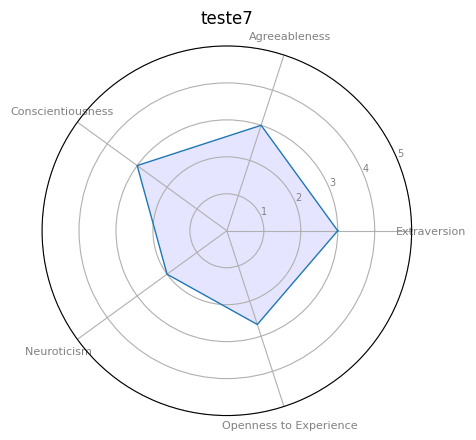 teste7
Agreeableness
Conscientiousness
5
4
3
2
1
Extraversion
Neuroticism
Openness to Experience